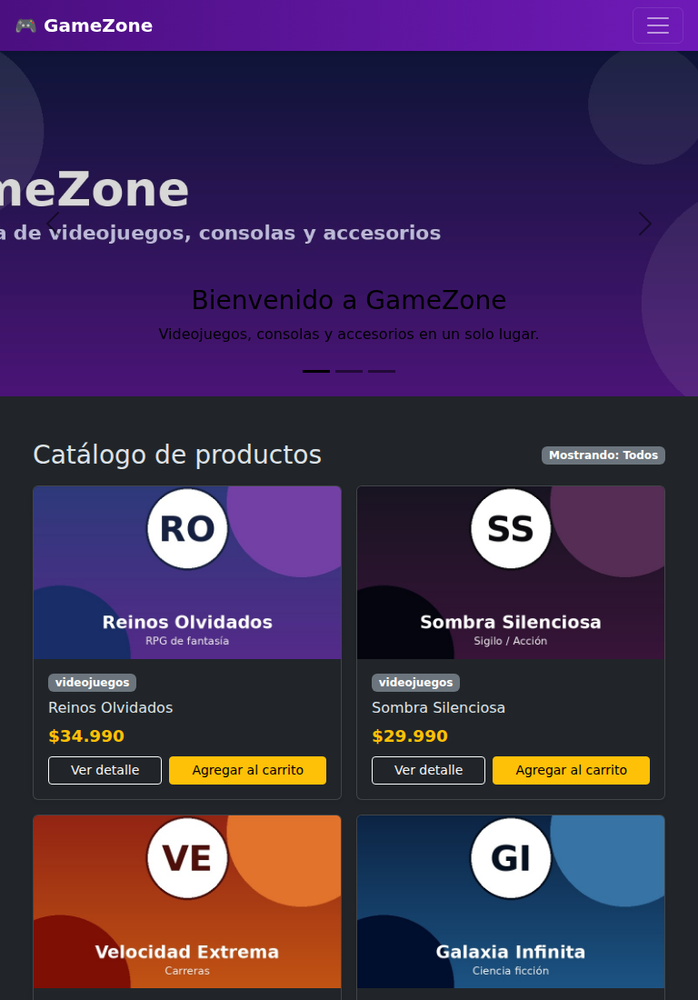 🎮 GameZone
meZone
a de videojuegos, consolas y accesorios
Bienvenido a GameZone
Videojuegos, consolas y accesorios en un solo lugar.
Catálogo de productos
Mostrando: Todos
RO
Reinos Olvidados
RPG de fantasía
videojuegos
Reinos Olvidados
$34.990
Ver detalle
Agregar al carrito
SS
Sombra Silenciosa
Sigilo / Acción
videojuegos
Sombra Silenciosa
$29.990
Ver detalle
Agregar al carrito
VE
Velocidad Extrema
Carreras
GI
Galaxia Infinita
Ciencia ficción